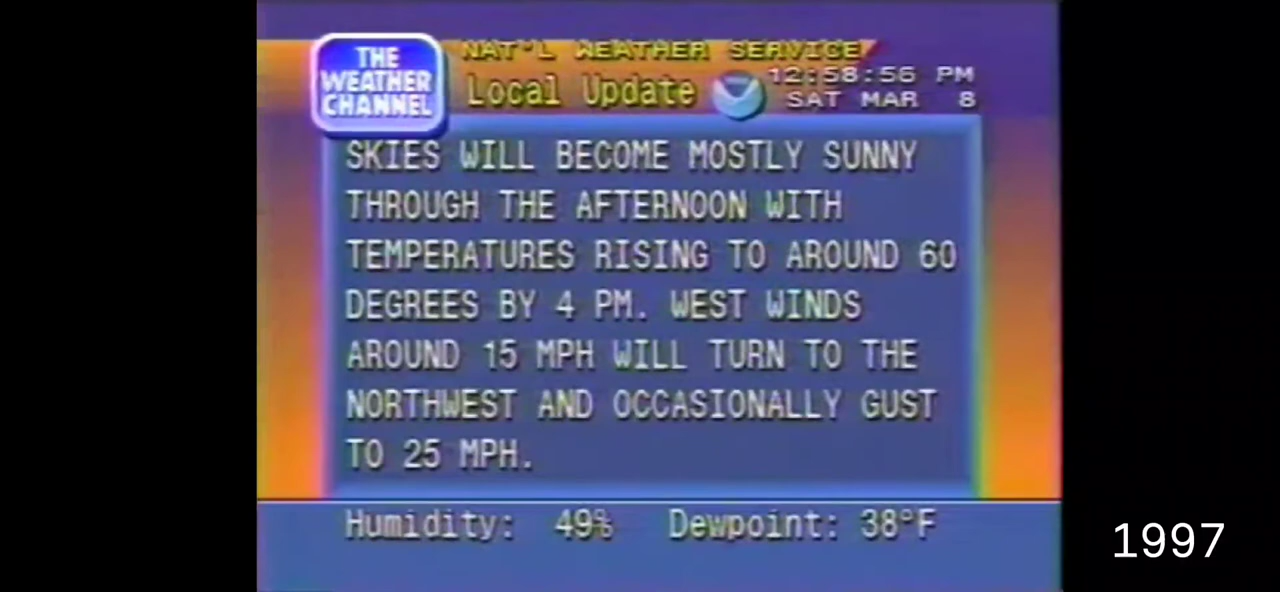 THE
WEATHER
CHANNEL
NAT'L WEATHER SERVICE
Local Update
12:58:56 PM
SAT MAR 8
SKIES WILL BECOME MOSTLY SUNNY
THROUGH THE AFTERNOON WITH
TEMPERATURES RISING TO AROUND 60
DEGREES BY 4 PM. WEST WINDS
AROUND 15 MPH WILL TURN TO THE
NORTHWEST AND OCCASIONALLY GUST
TO 25 MPH.
Humidity: 49% Dewpoint: 38°F
1997